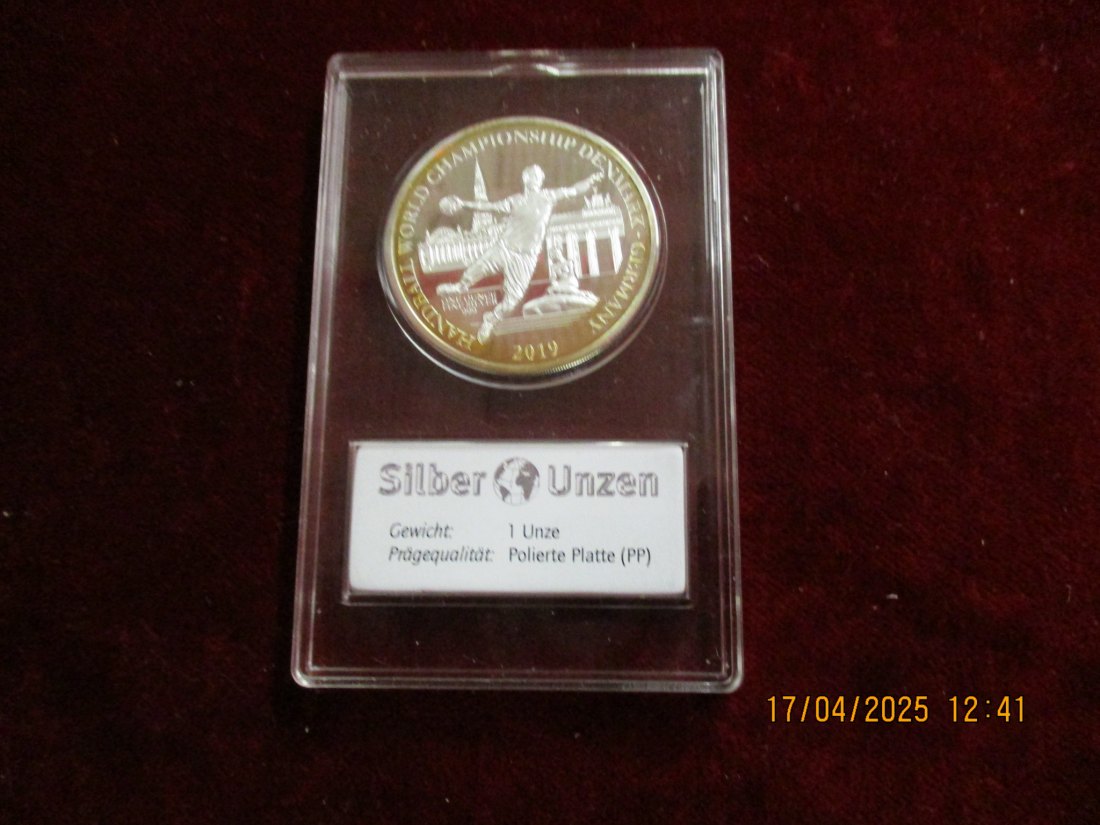 HANDBALL WORLD CHAMPIONSHIP DENMARK - GERMANY
2019
Silber Unzen
Gewicht: 1 Unze
Prägequalität: Polierte Platte (PP)
17/04/2025 12:41